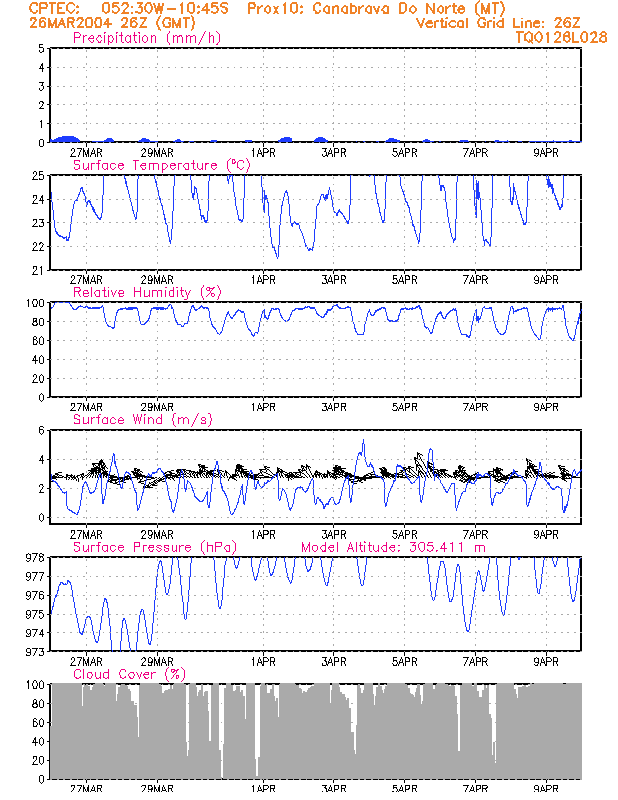 CPTEC: 052:30W-10:45S Prox10: Canabrava Do Norte (MT)
26MAR2004 26Z (GMT) Vertical Grid Line: 26Z
Precipitation (mm/h) TQ0126L028
5
4
3
2
1
0
27MAR 29MAR 1APR 3APR 5APR 7APR 9APR
Surface Temperature (ºC)
25
24
23
22
21
27MAR 29MAR 1APR 3APR 5APR 7APR 9APR
Relative Humidity (%)
100
80
60
40
20
0
27MAR 29MAR 1APR 3APR 5APR 7APR 9APR
Surface Wind (m/s)
6
4
2
0
27MAR 29MAR 1APR 3APR 5APR 7APR 9APR
Surface Pressure (hPa) Model Altitude: 305.411 m
978
977
976
975
974
973
27MAR 29MAR 1APR 3APR 5APR 7APR 9APR
Cloud Cover (%)
100
80
60
40
20
0
27MAR 29MAR 1APR 3APR 5APR 7APR 9APR